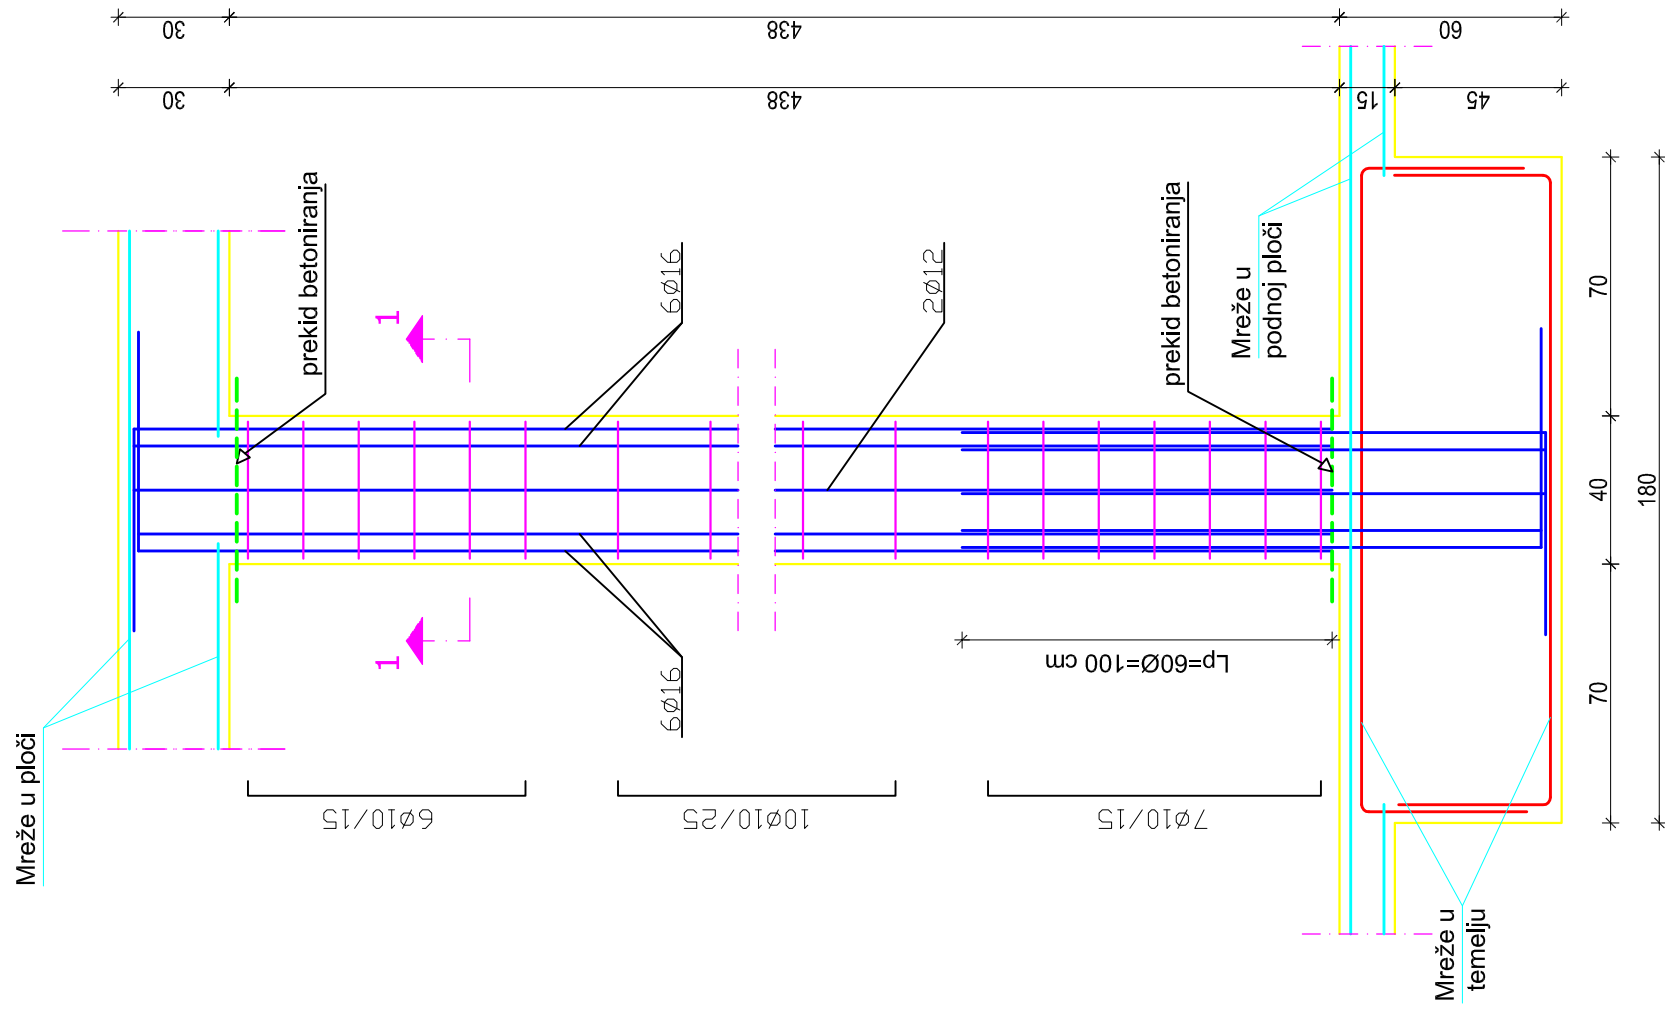 30
438
60
30
438
15
45
prekid betoniranja
1
6Ø16
2Ø12
prekid betoniranja
Mreže u
podnoj ploči
70
40
180
70
1
6Ø16
Lp=60Ø=100 cm
Mreže u ploči
6Ø10/15
10Ø10/25
7Ø10/15
Mreže u
temelju